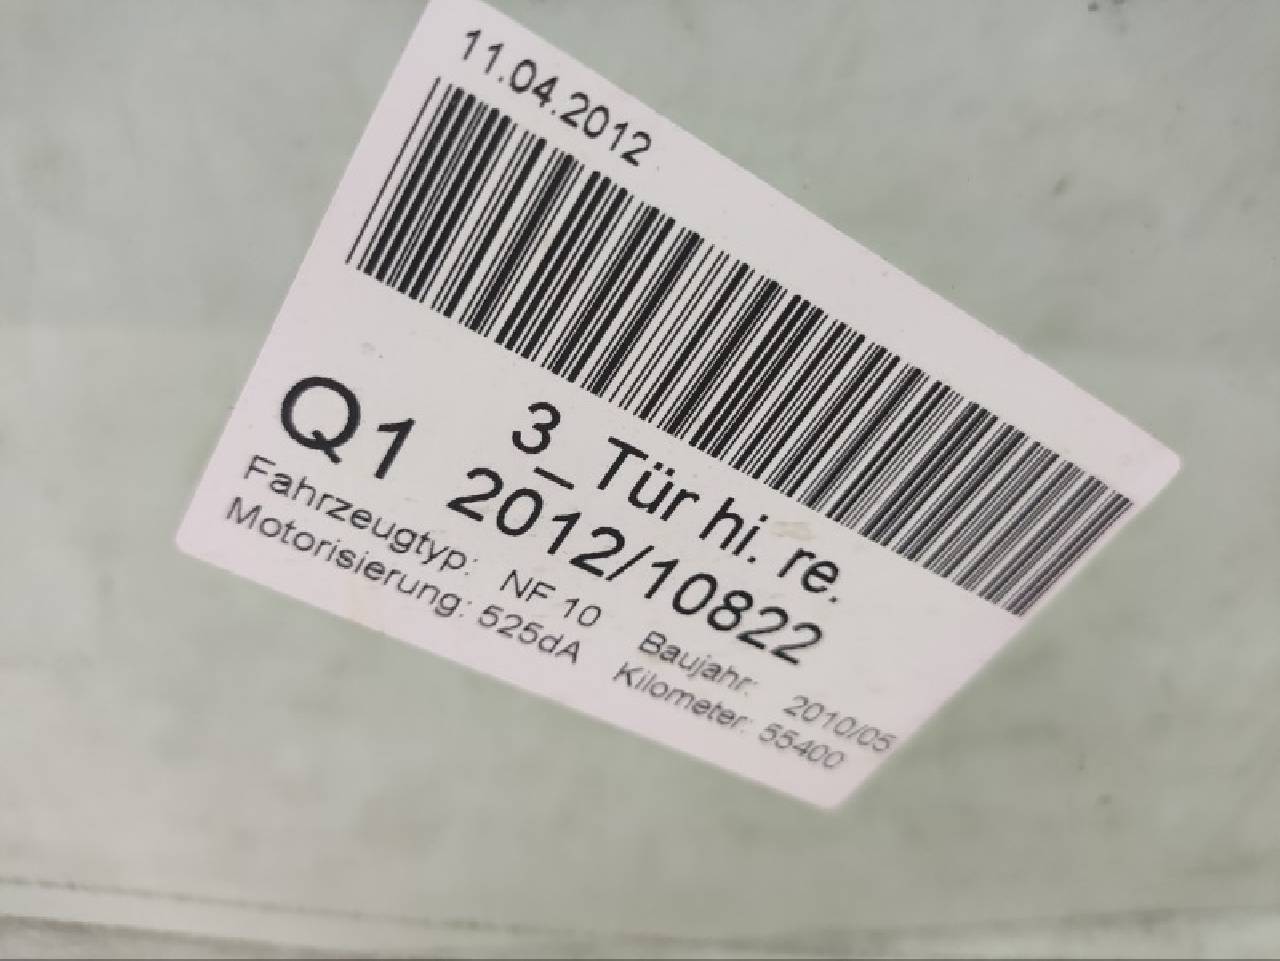 11.04.2012
3_Tür hi. re.
Q1 2012/10822
Fahrzeugtyp: NF 10 Baujahr: 2010/05
Motorisierung: 525dA Kilometer: 55400